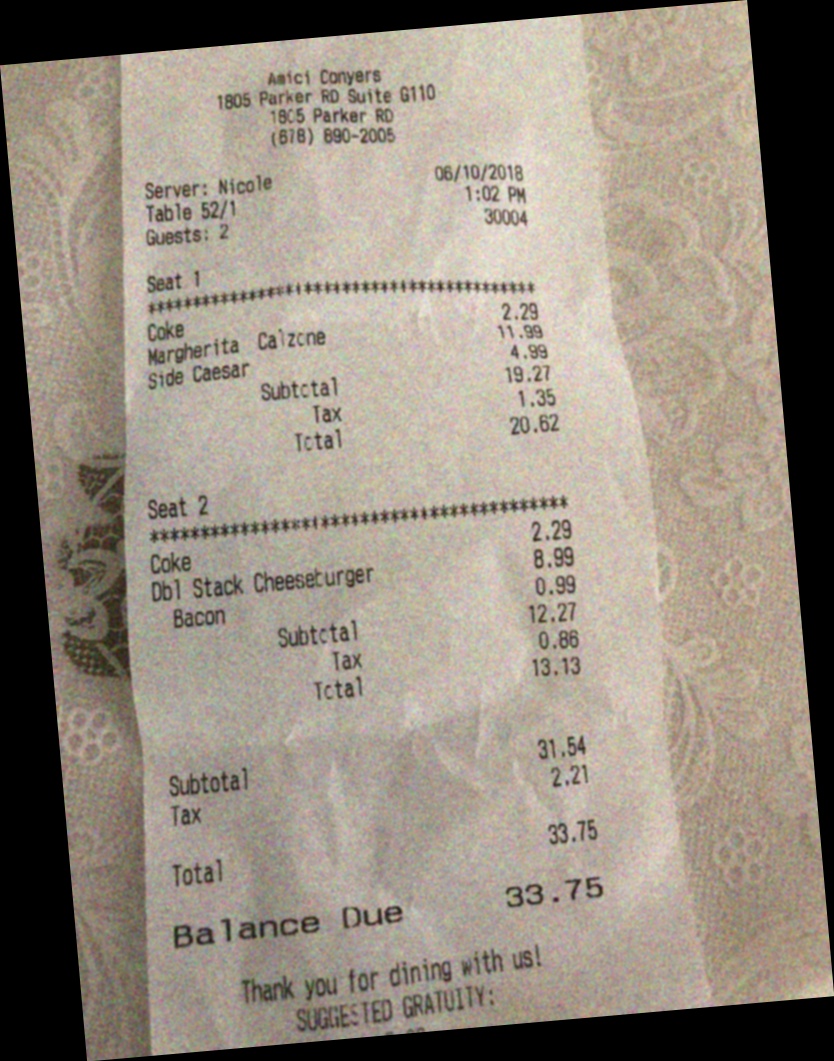 Amici Conyers
1805 Parker RD Suite G110
1805 Parker RD
(678) 890-2005
Server: Nicole 06/10/2018
Table 52/1 1:02 PM
Guests: 2 30004
Seat 1
****************************************
Coke 2.29
Margherita Calzone 11.99
Side Caesar 4.99
Subtotal 19.27
Tax 1.35
Total 20.62
Seat 2
****************************************
Coke 2.29
Dbl Stack Cheeseburger 8.99
Bacon 0.99
Subtotal 12.27
Tax 0.86
Total 13.13
Subtotal 31.54
Tax 2.21
Total 33.75
Balance Due 33.75
Thank you for dining with us!
SUGGESTED GRATUITY: